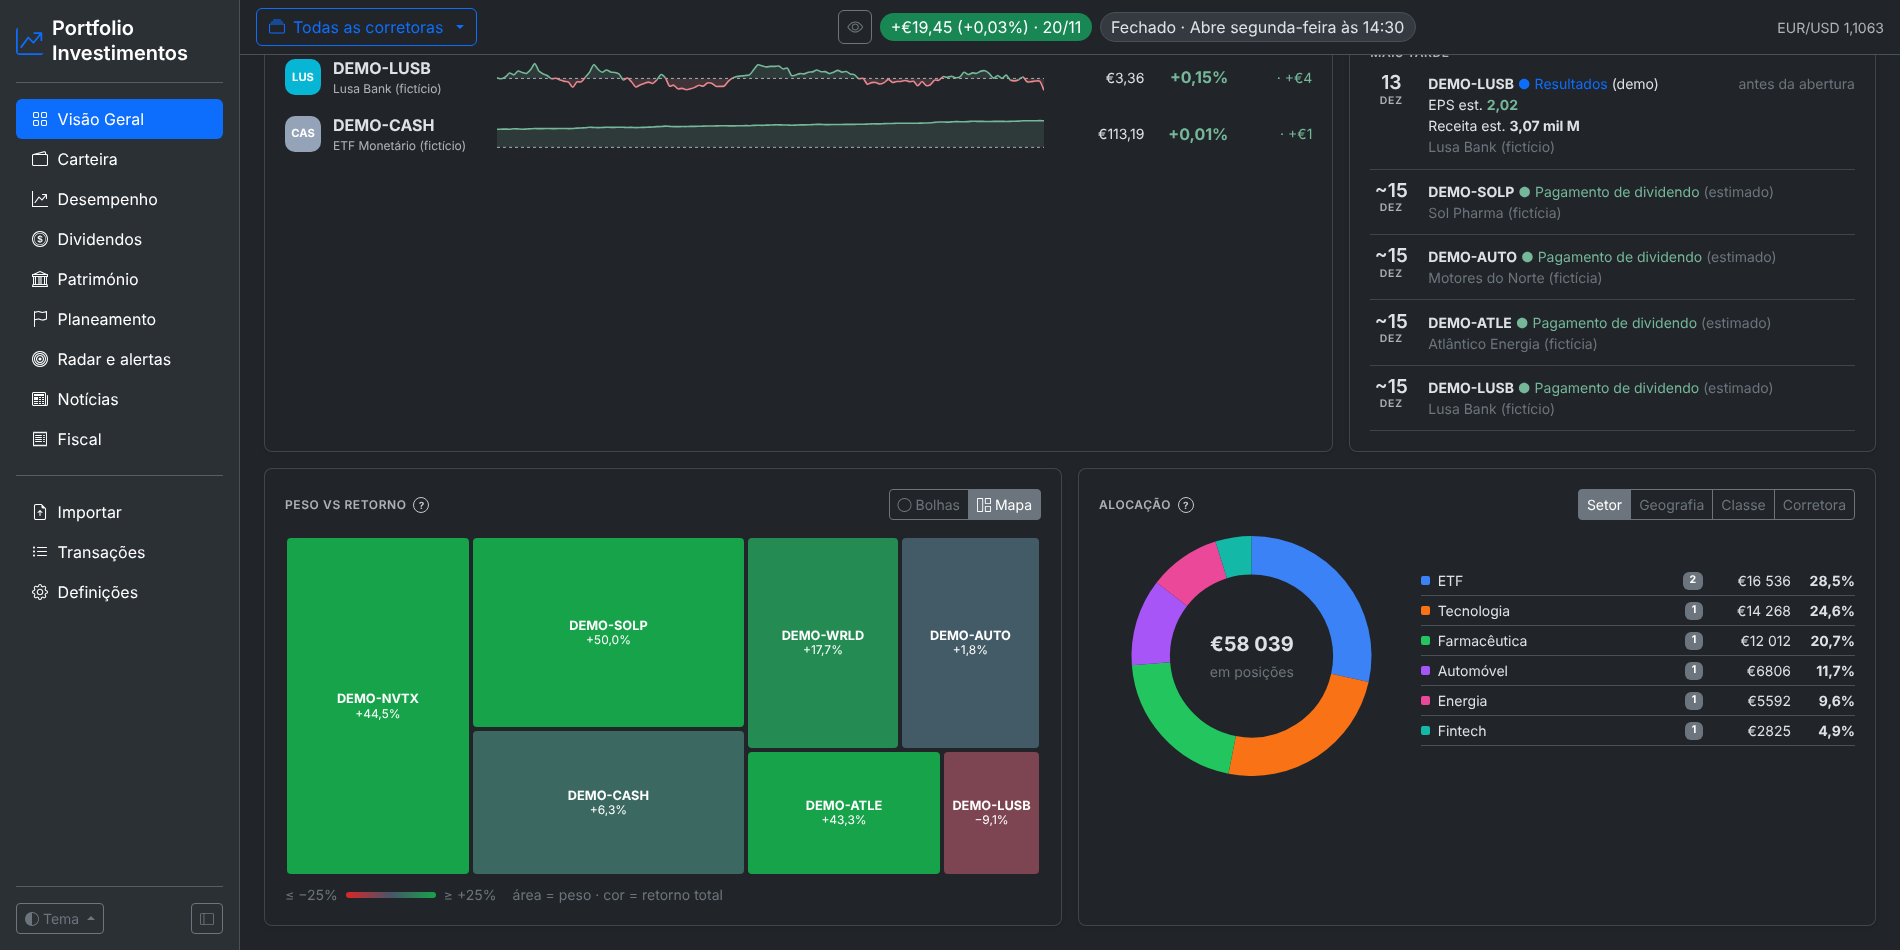 Portfolio
Investimentos
Visão Geral
Carteira
Desempenho
Dividendos
Património
Planeamento
Radar e alertas
Notícias
Fiscal
Importar
Transações
Definições
Tema
Todas as corretoras
+€19,45 (+0,03%) · 20/11
Fechado · Abre segunda-feira às 14:30
EUR/USD 1,1063
LUS
DEMO-LUSB
Lusa Bank (fictício)
€3,36
+0,15%
· +€4
CAS
DEMO-CASH
ETF Monetário (fictício)
€113,19
+0,01%
· +€1
MAIS TARDE
13
DEZ
DEMO-LUSB Resultados (demo)
antes da abertura
EPS est. 2,02
Receita est. 3,07 mil M
Lusa Bank (fictício)
~15
DEZ
DEMO-SOLP Pagamento de dividendo (estimado)
Sol Pharma (fictícia)
~15
DEZ
DEMO-AUTO Pagamento de dividendo (estimado)
Motores do Norte (fictícia)
~15
DEZ
DEMO-ATLE Pagamento de dividendo (estimado)
Atlântico Energia (fictícia)
~15
DEZ
DEMO-LUSB Pagamento de dividendo (estimado)
Lusa Bank (fictício)
PESO VS RETORNO ?
Bolhas
Mapa
DEMO-NVTX
+44,5%
DEMO-SOLP
+50,0%
DEMO-CASH
+6,3%
DEMO-WRLD
+17,7%
DEMO-AUTO
+1,8%
DEMO-ATLE
+43,3%
DEMO-LUSB
−9,1%
≤ −25%
≥ +25%
área = peso · cor = retorno total
ALOCAÇÃO ?
Setor
Geografia
Classe
Corretora
€58 039
em posições
ETF 2 €16 536 28,5%
Tecnologia 1 €14 268 24,6%
Farmacêutica 1 €12 012 20,7%
Automóvel 1 €6806 11,7%
Energia 1 €5592 9,6%
Fintech 1 €2825 4,9%